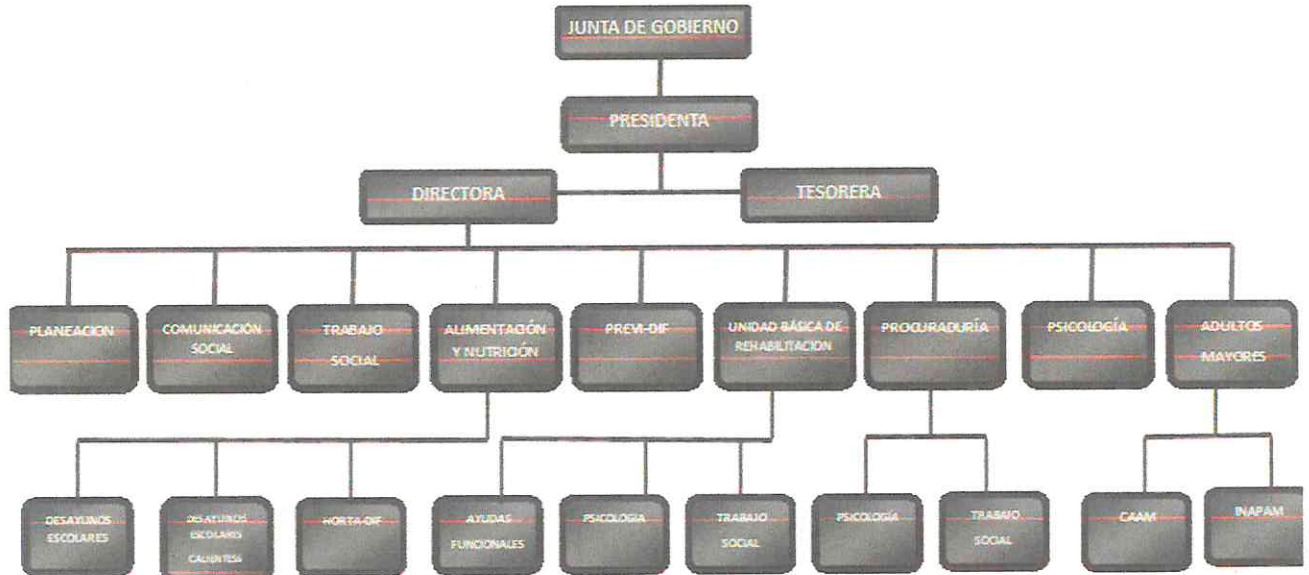 JUNTA DE GOBIERNO
PRESIDENTA
DIRECTORA
TESORERA
PLANEACION
COMUNICACIÓN
SOCIAL
TRABAJO
SOCIAL
ALIMENTACIÓN
Y NUTRICIÓN
PREVI-DIF
UNIDAD BÁSICA DE
REHABILITACION
PROCURADURÍA
PSICOLOGÍA
ADULTOS
MAYORES
DESAYUNOS
ESCOLARES
DESAYUNOS
ESCOLARES
CALIENTESS
HORTA-DIF
AYUDAS
FUNCIONALES
PSICOLOGIA
TRABAJO
SOCIAL
PSICOLOGÍA
TRABAJO
SOCIAL
CAAM
INAPAM